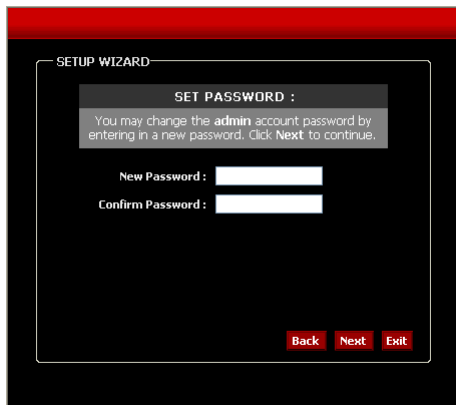 SETUP WIZARD
SET PASSWORD :
You may change the admin account password by
entering in a new password. Click Next to continue.
New Password :
Confirm Password :
Back Next Exit